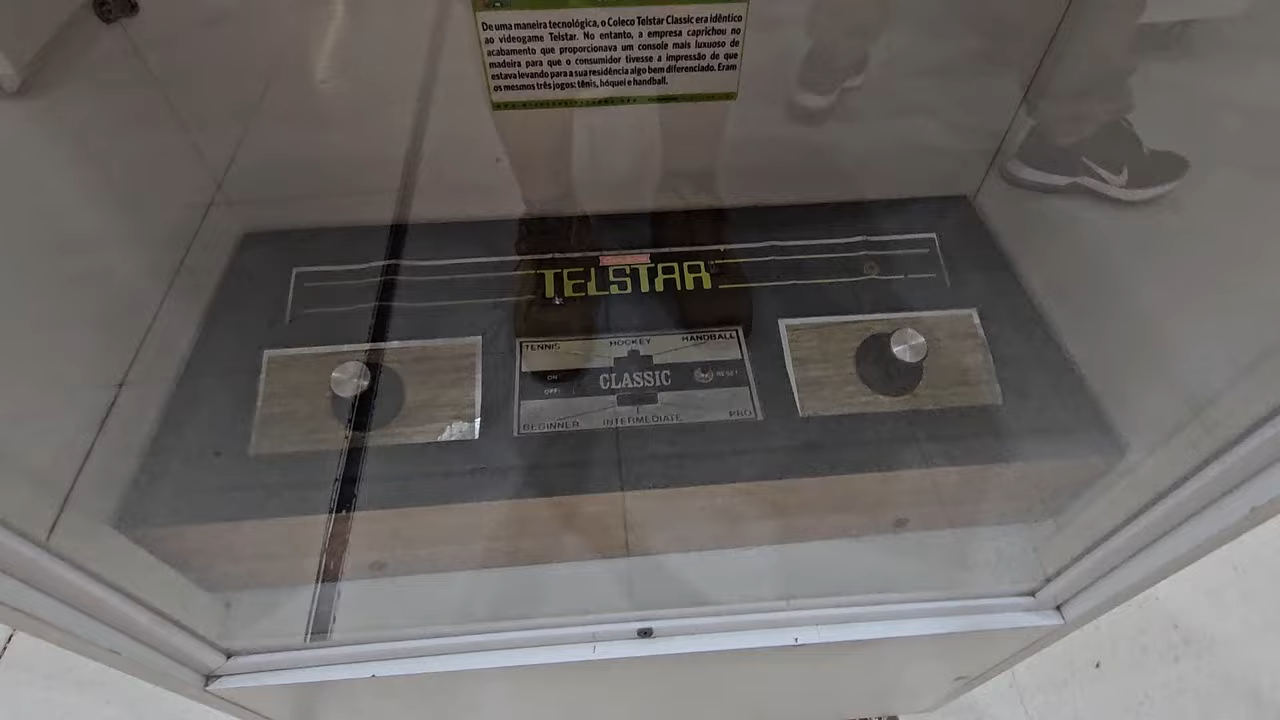 De uma maneira tecnológica, o Coleco Telstar Classic era idêntico
ao videogame Telstar. No entanto, a empresa caprichou no
acabamento que proporcionava um console mais luxuoso de
madeira para que o consumidor tivesse a impressão de que
estava levando para a sua residência algo bem diferenciado. Eram
os mesmos três jogos: tênis, hóquei e handball.
TELSTAR
TENNIS HOCKEY HANDBALL
ON CLASSIC RESET
OFF
BEGINNER INTERMEDIATE PRO